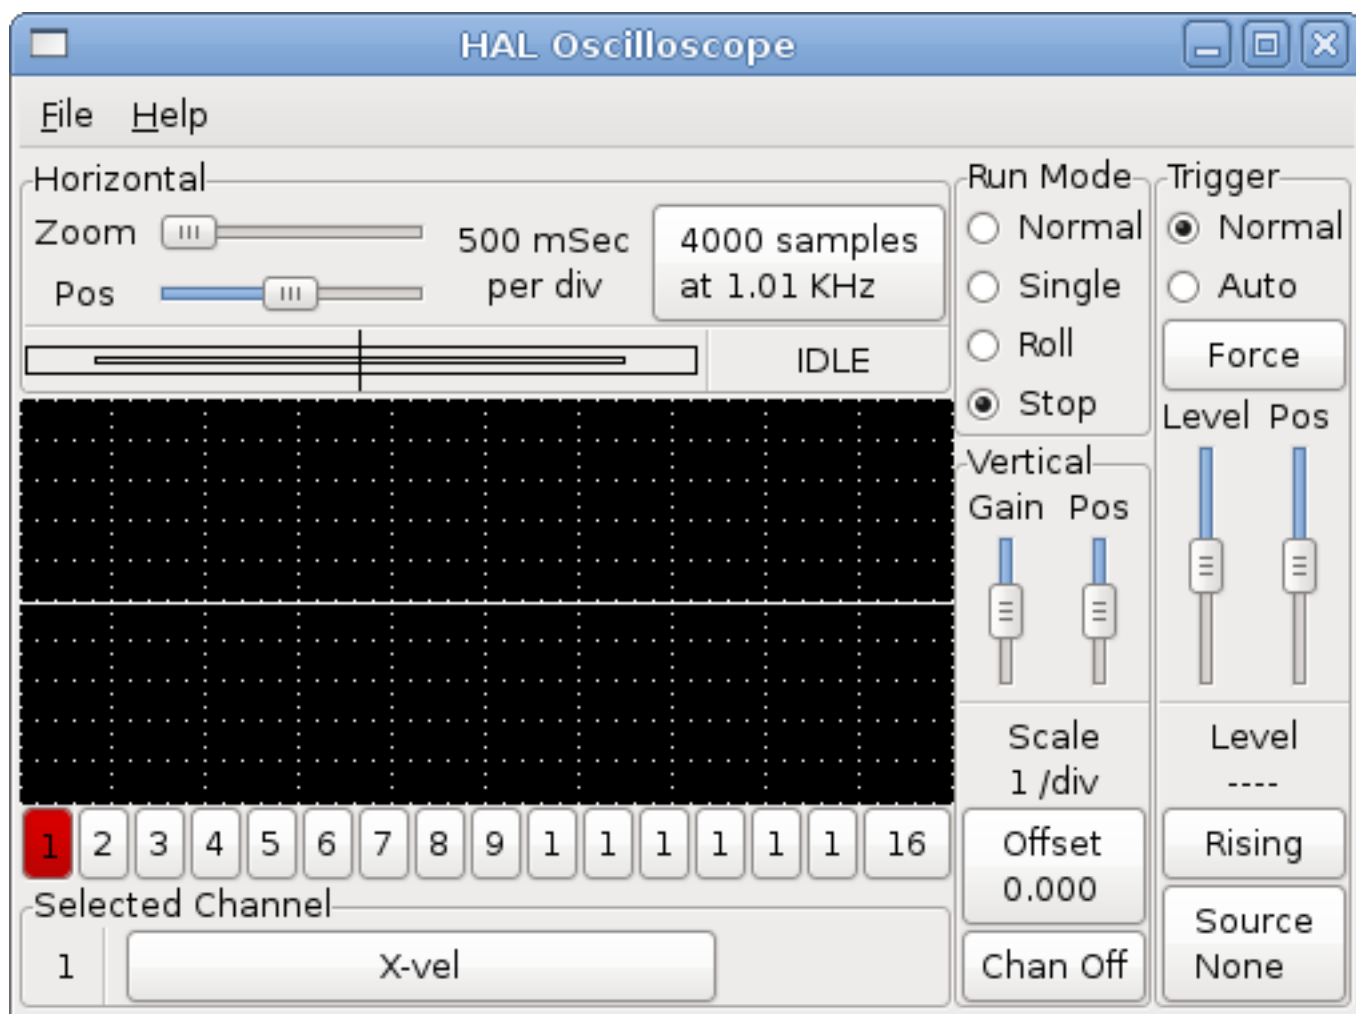 HAL Oscilloscope
File Help
Horizontal
Zoom
Pos
500 mSec
per div
4000 samples
at 1.01 KHz
IDLE
Run Mode
Normal
Single
Roll
Stop
Trigger
Normal
Auto
Force
Level Pos
Vertical
Gain Pos
Scale
1 /div
Offset
0.000
Chan Off
Level
----
Rising
Source
None
1 2 3 4 5 6 7 8 9 1 1 1 1 1 1 16
Selected Channel
1 X-vel